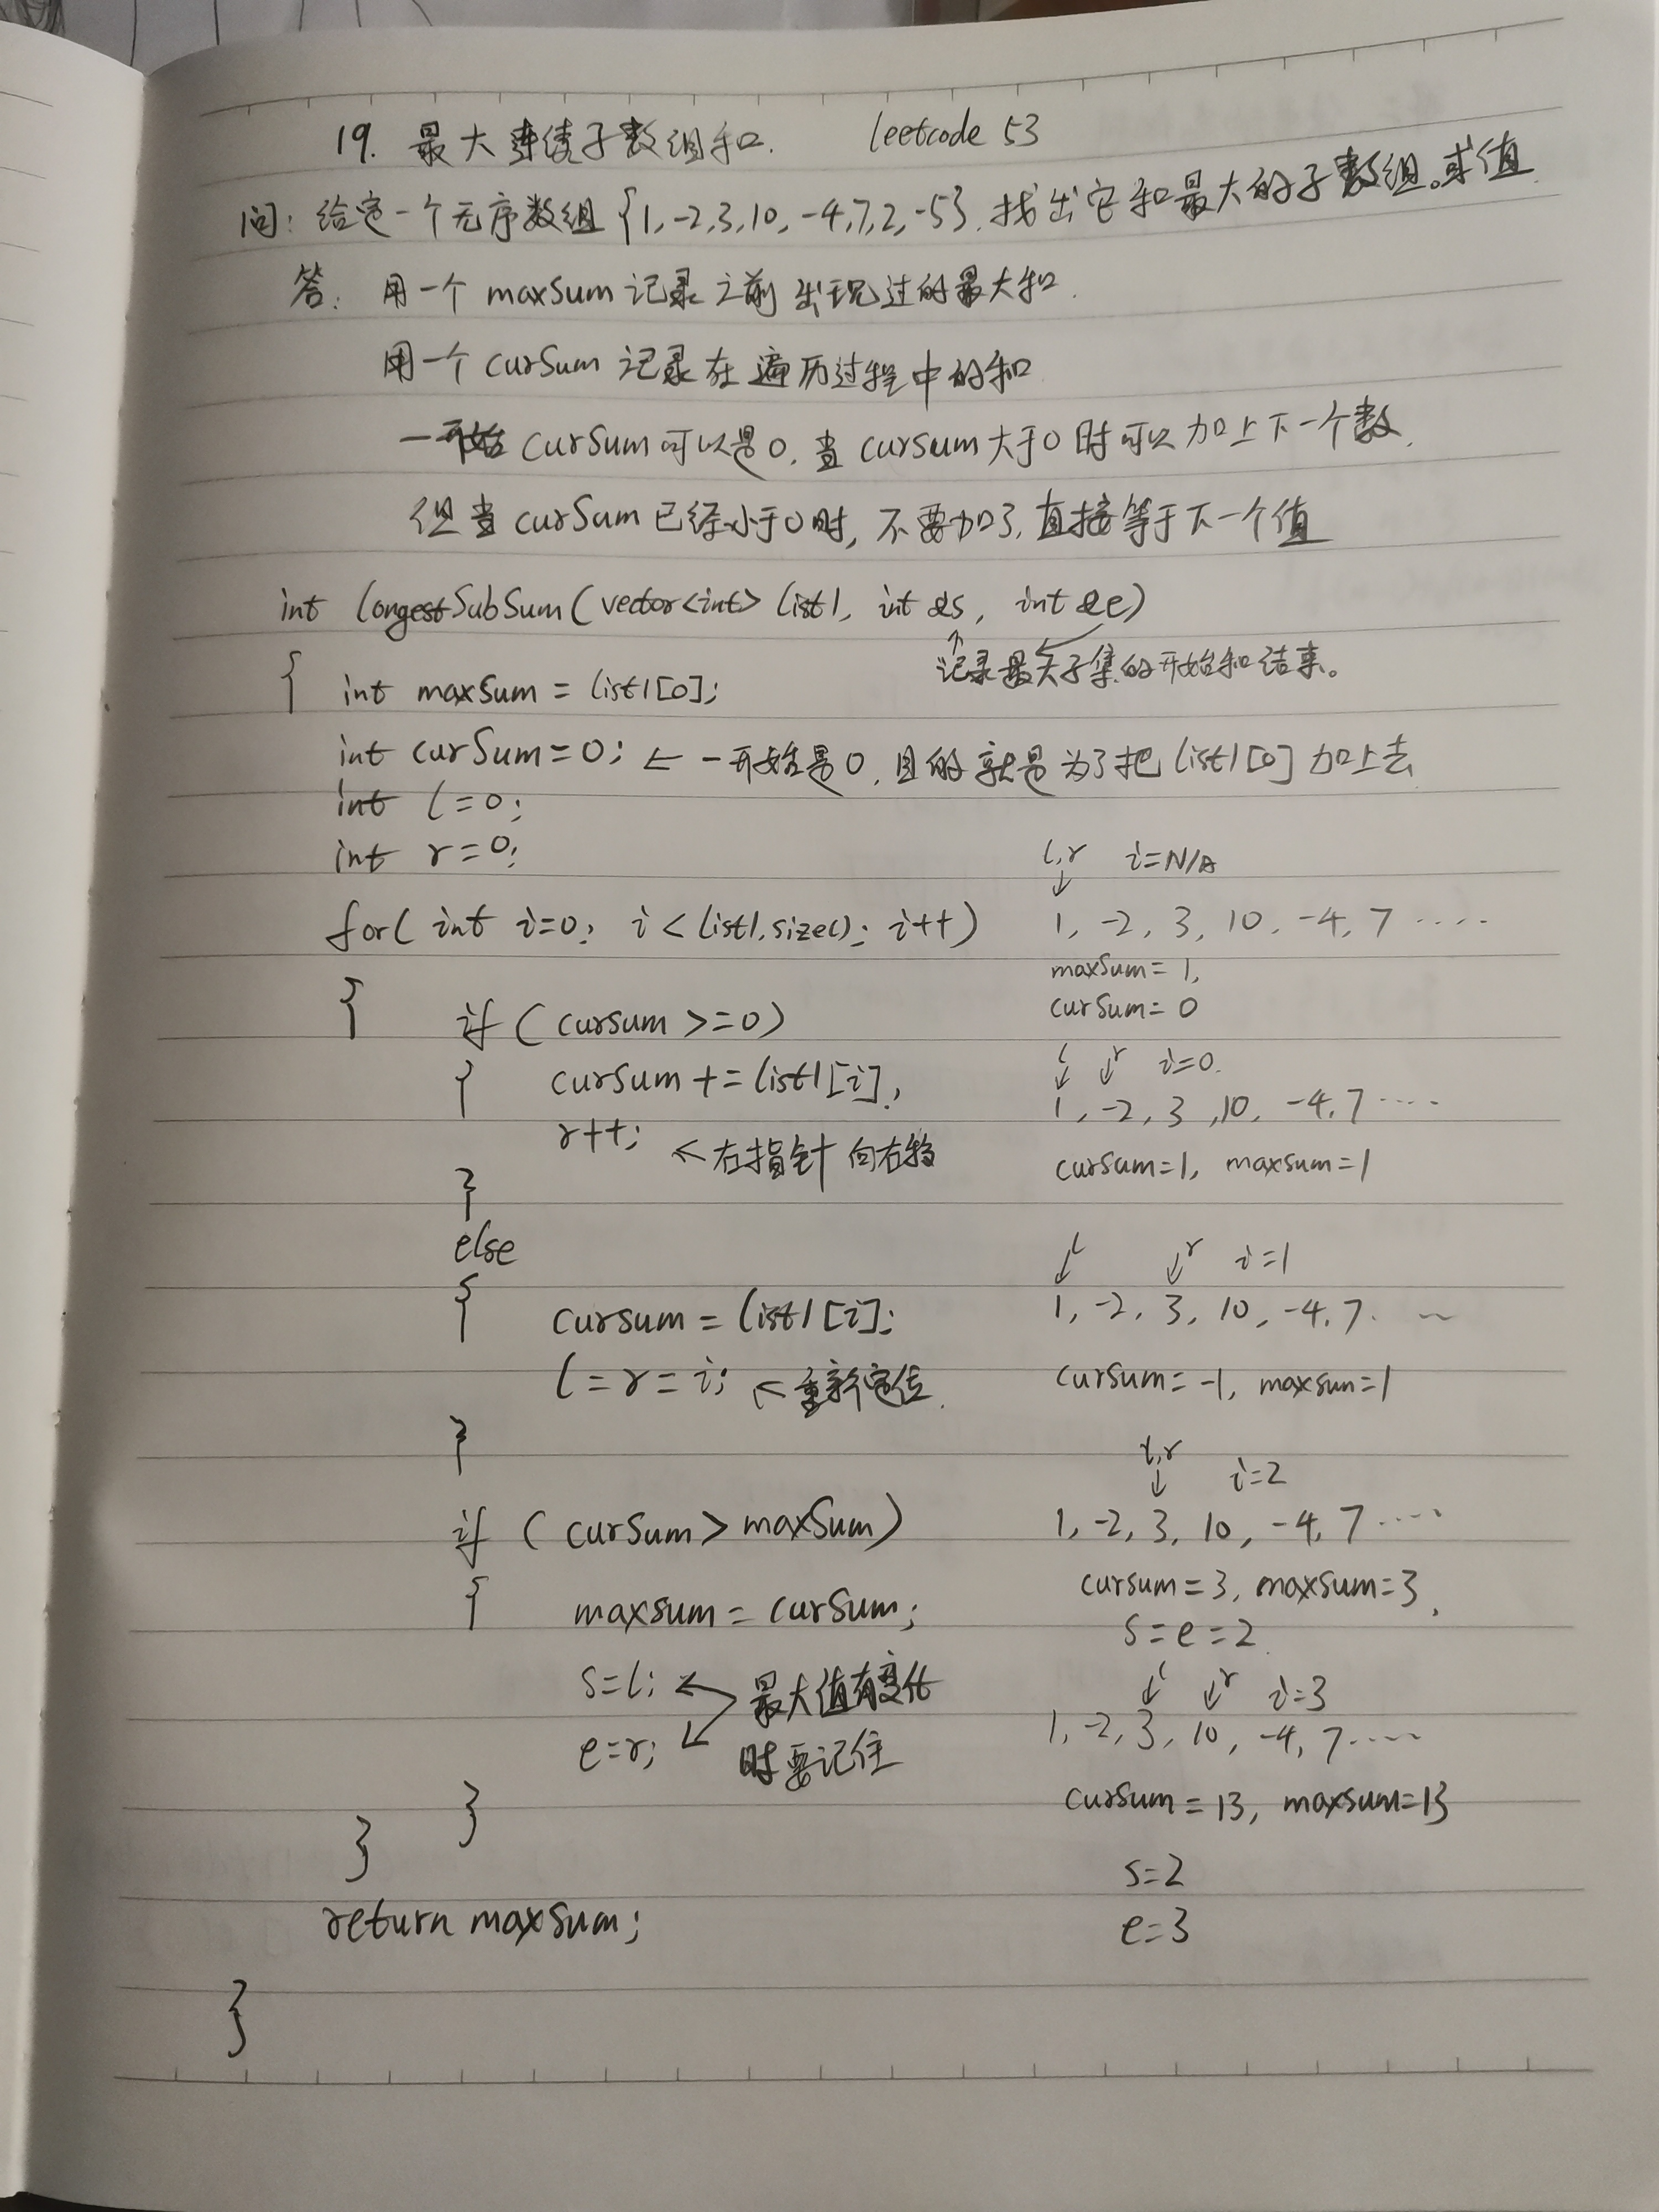 19. 最大连续子数组和. leetcode 53
问: 给定一个无序数组 {1, -2, 3, 10, -4, 7, 2, -5}. 找出它和最大的子数组。求值
答: 用一个 maxSum 记录之前出现过的最大和.
用一个 curSum 记录在遍历过程中的和
一开始 curSum 可以是0. 当 curSum 大于0时可以加上下一个数.
但当 curSum 已经小于0时, 不要加了, 直接等于下一个值
int longestSubSum(vector<int> list1, int &s, int &e)
记录最大子集的开始和结束。
{ int maxSum = list1[0];
int curSum = 0; ← 一开始是0, 目的就是为了把 list1[0] 加上去
int l = 0;
int r = 0;
for( int i=0; i < list1.size(); i++)
{ if ( curSum >=0)
{ curSum += list1[i];
r++; ← 右指针向右移
}
else
{ curSum = list1[i];
l = r = i; ← 重新定位.
}
if ( curSum > maxSum)
{ maxSum = curSum;
s=l; ← 最大值有变化
e=r; ← 时要记住
}
}
return maxSum;
}
l,r i=N/A
↓
1, -2, 3, 10, -4, 7 ....
maxSum = 1,
curSum = 0
l r i=0.
↓ ↓
1, -2, 3, 10, -4, 7 ....
curSum=1, maxSum=1
l r i=1
↓ ↓
1, -2, 3, 10, -4, 7. ~
curSum=-1, maxSum=1
l,r
↓ i=2
1, -2, 3, 10, -4, 7 ....
curSum=3, maxSum=3,
s=e=2.
l r i=3
↓ ↓
1, -2, 3, 10, -4, 7 ....
curSum=13, maxSum=13
s=2
e=3